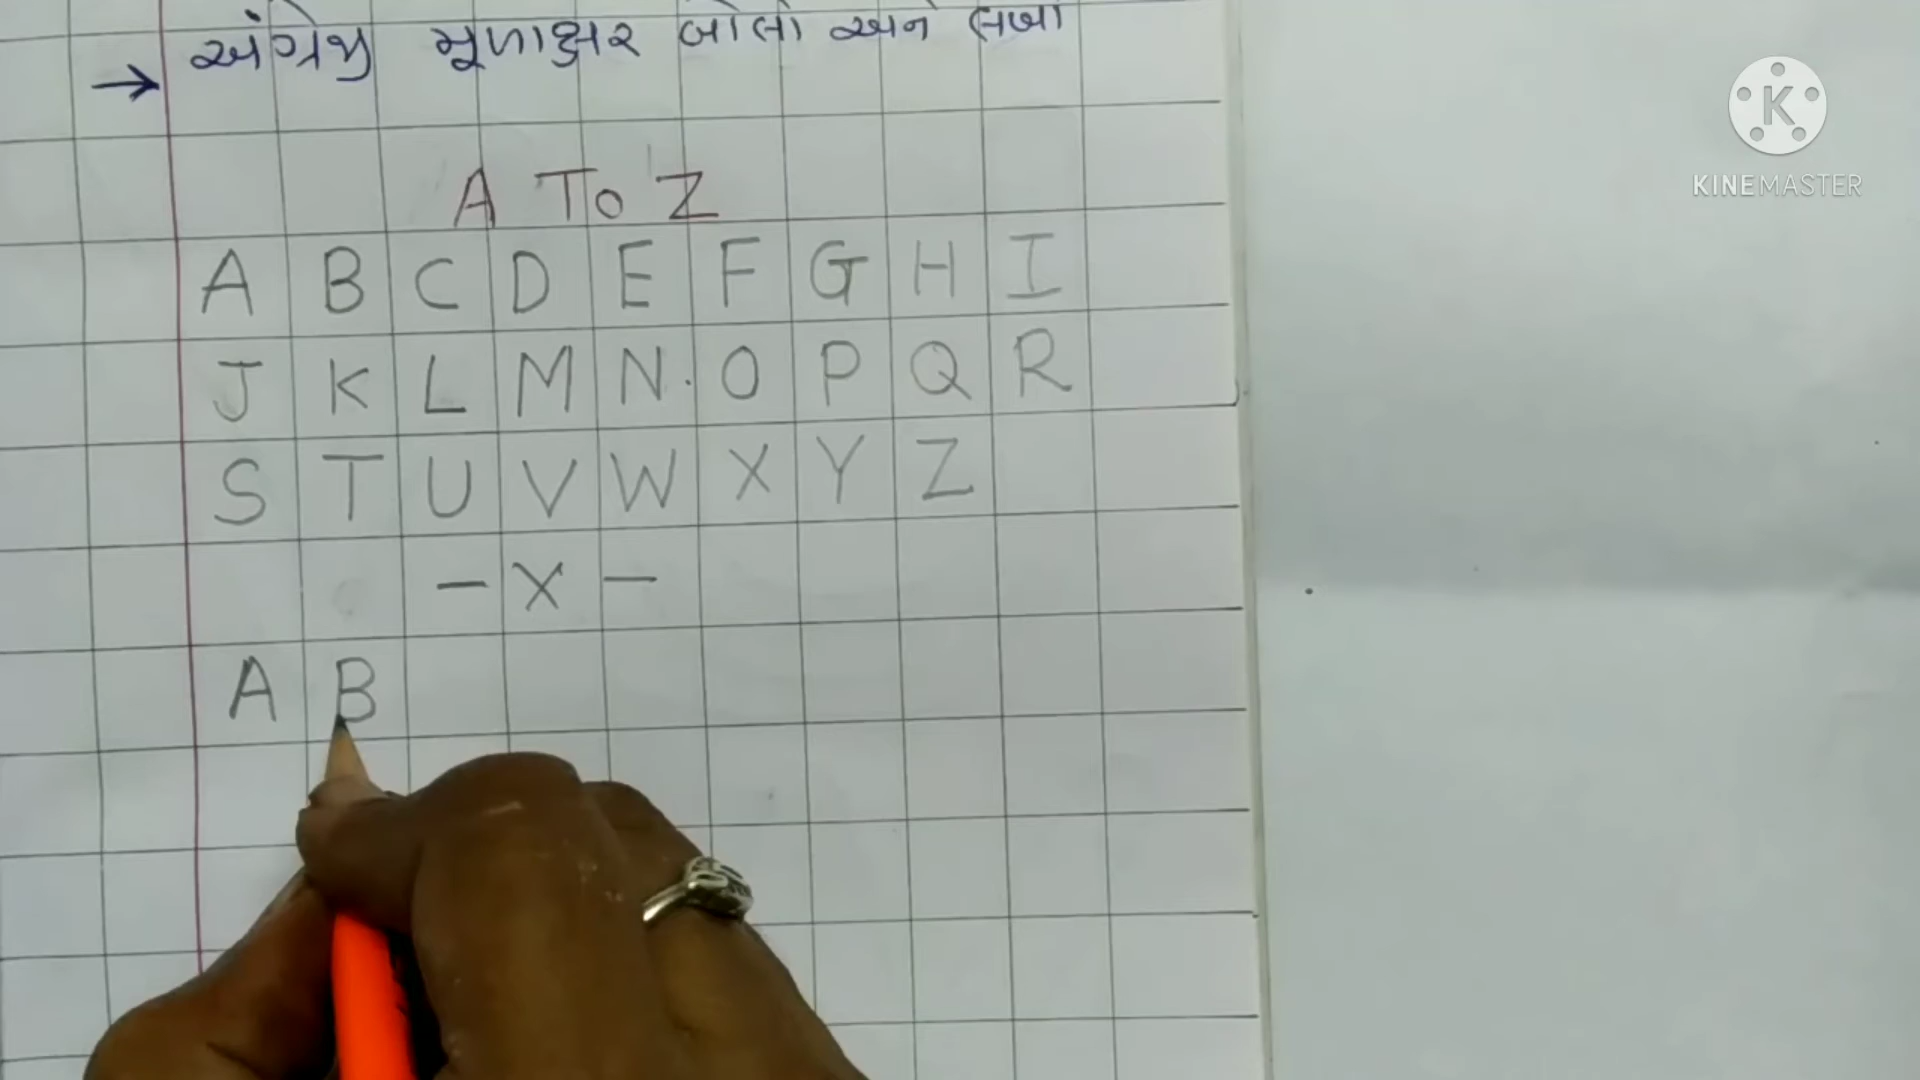 → અંગ્રેજી મૂળાક્ષર બોલો અને લખો
A To Z
A B C D E F G H I
J K L M N . O P Q R
S T U V W X Y Z
- X -
A B
K
KINEMASTER